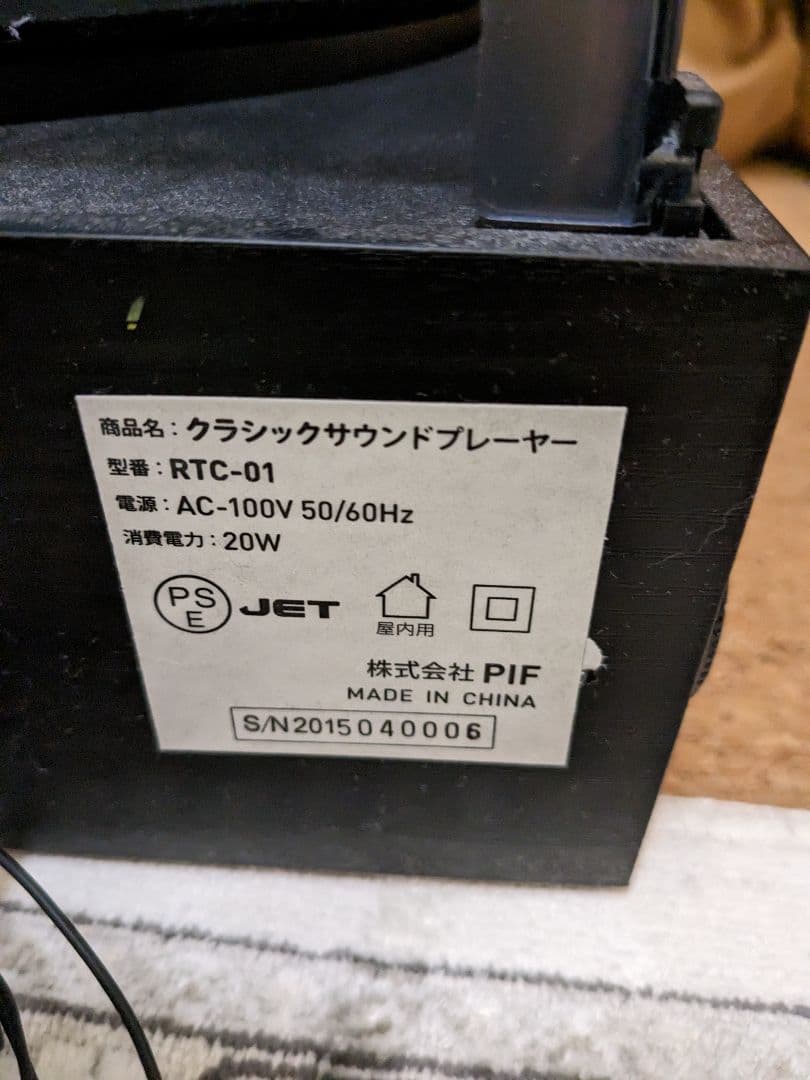 商品名：クラシックサウンドプレーヤー
型番：RTC-01
電源：AC-100V 50/60Hz
消費電力：20W
PS
E
JET
屋内用
株式会社 PIF
MADE IN CHINA
S/N2015040006